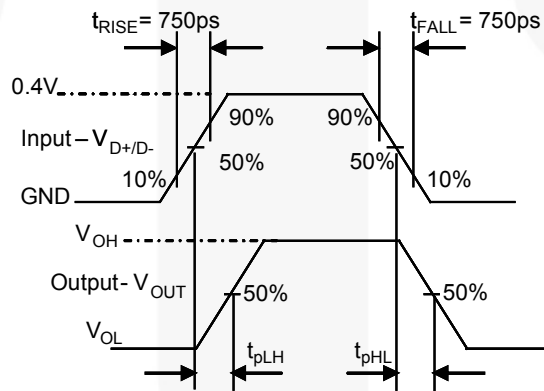 tRISE = 750ps
tFALL = 750ps
0.4V
90%
90%
Input – VD+/D-
50%
50%
10%
10%
GND
VOH
Output - VOUT
50%
50%
VOL
tpLH
tpHL